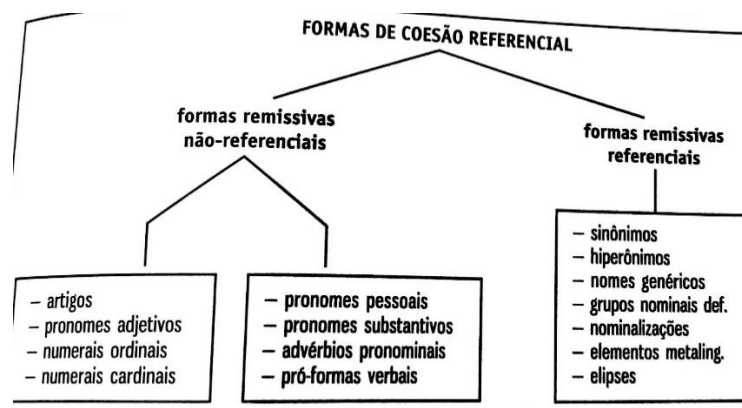 FORMAS DE COESÃO REFERENCIAL
formas remissivas
não-referenciais
formas remissivas
referenciais
– artigos
– pronomes adjetivos
– numerais ordinais
– numerais cardinais
– pronomes pessoais
– pronomes substantivos
– advérbios pronominais
– pró-formas verbais
– sinônimos
– hiperônimos
– nomes genéricos
– grupos nominais def.
– nominalizações
– elementos metaling.
– elipses